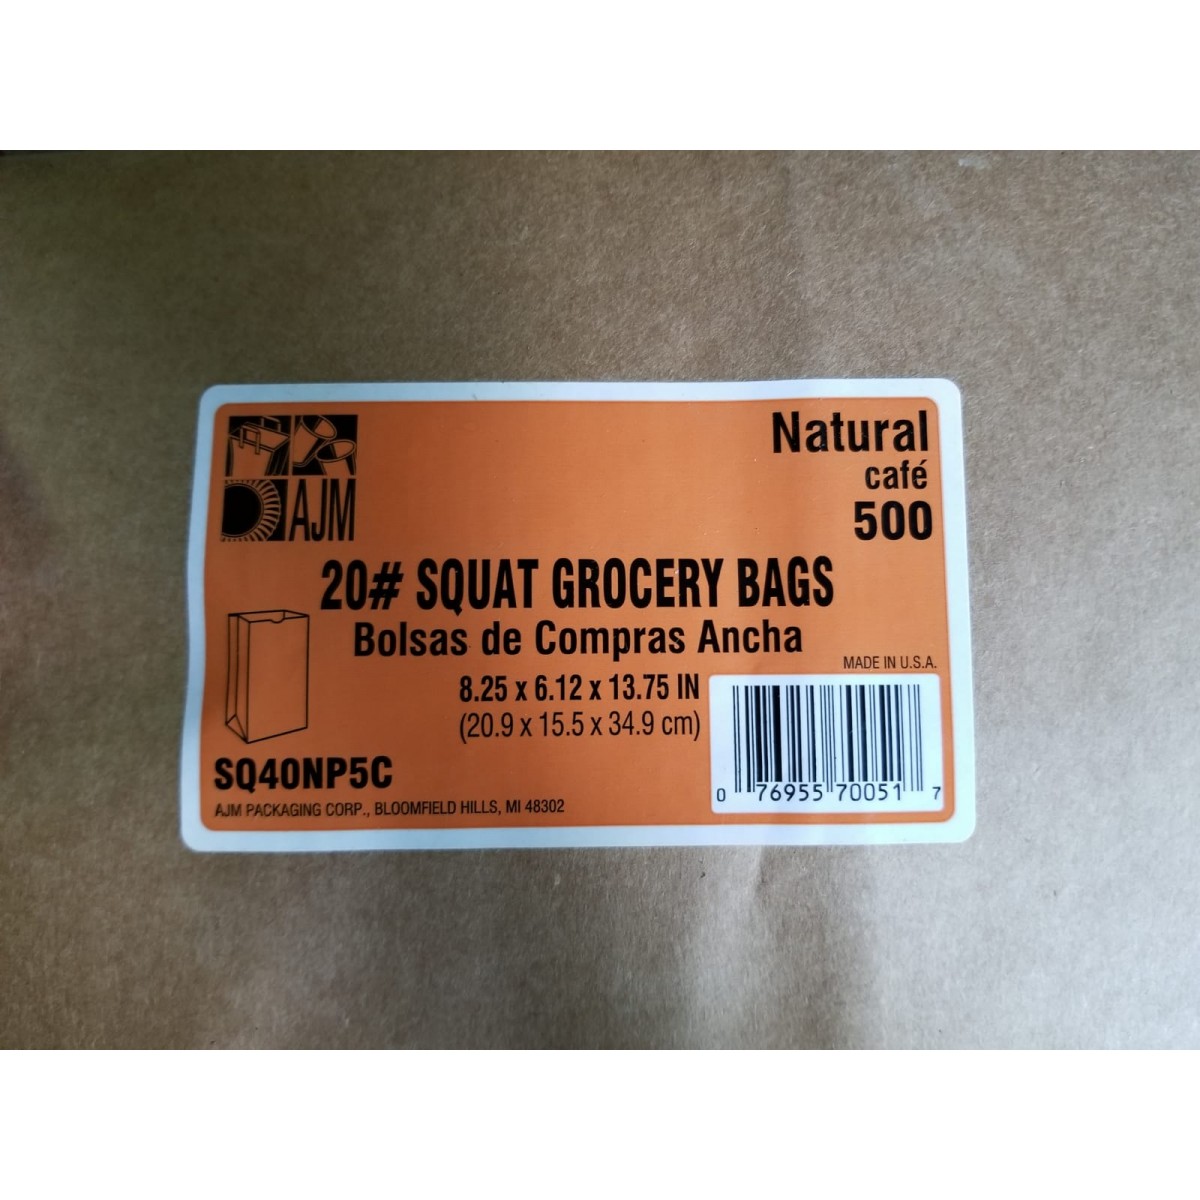 AJM
Natural
café
500
20# SQUAT GROCERY BAGS
Bolsas de Compras Ancha
8.25 x 6.12 x 13.75 IN
(20.9 x 15.5 x 34.9 cm)
MADE IN U.S.A.
0 76955 70051 7
SQ40NP5C
AJM PACKAGING CORP., BLOOMFIELD HILLS, MI 48302